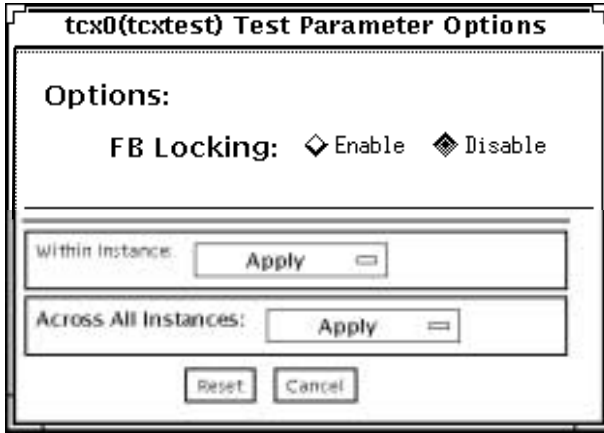 tcx0(tcxtest) Test Parameter Options
Options:
FB Locking: Enable Disable
Within Instance: Apply
Across All Instances: Apply
Reset Cancel